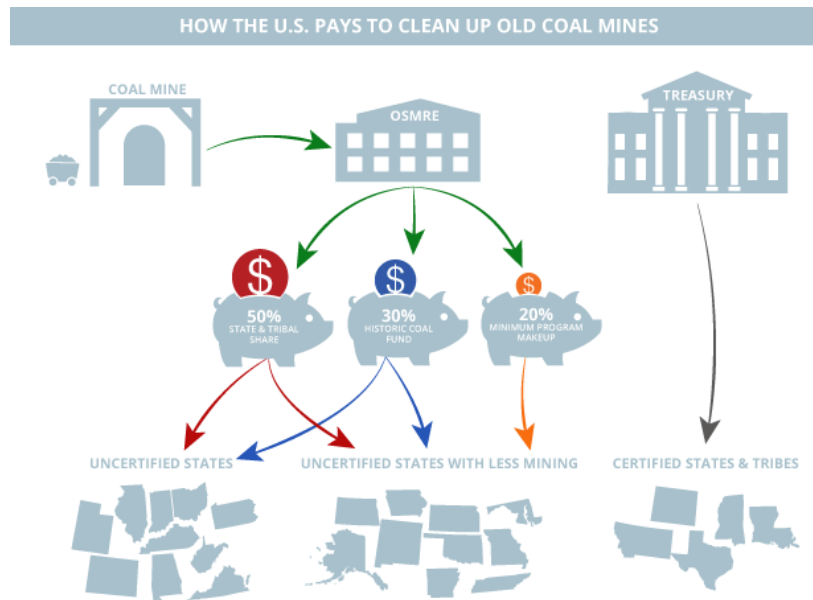 HOW THE U.S. PAYS TO CLEAN UP OLD COAL MINES
COAL MINE
OSMRE
TREASURY
$
$
$
50%
STATE & TRIBAL
SHARE
30%
HISTORIC COAL
FUND
20%
MINIMUM PROGRAM
MAKEUP
UNCERTIFIED STATES
UNCERTIFIED STATES WITH LESS MINING
CERTIFIED STATES & TRIBES